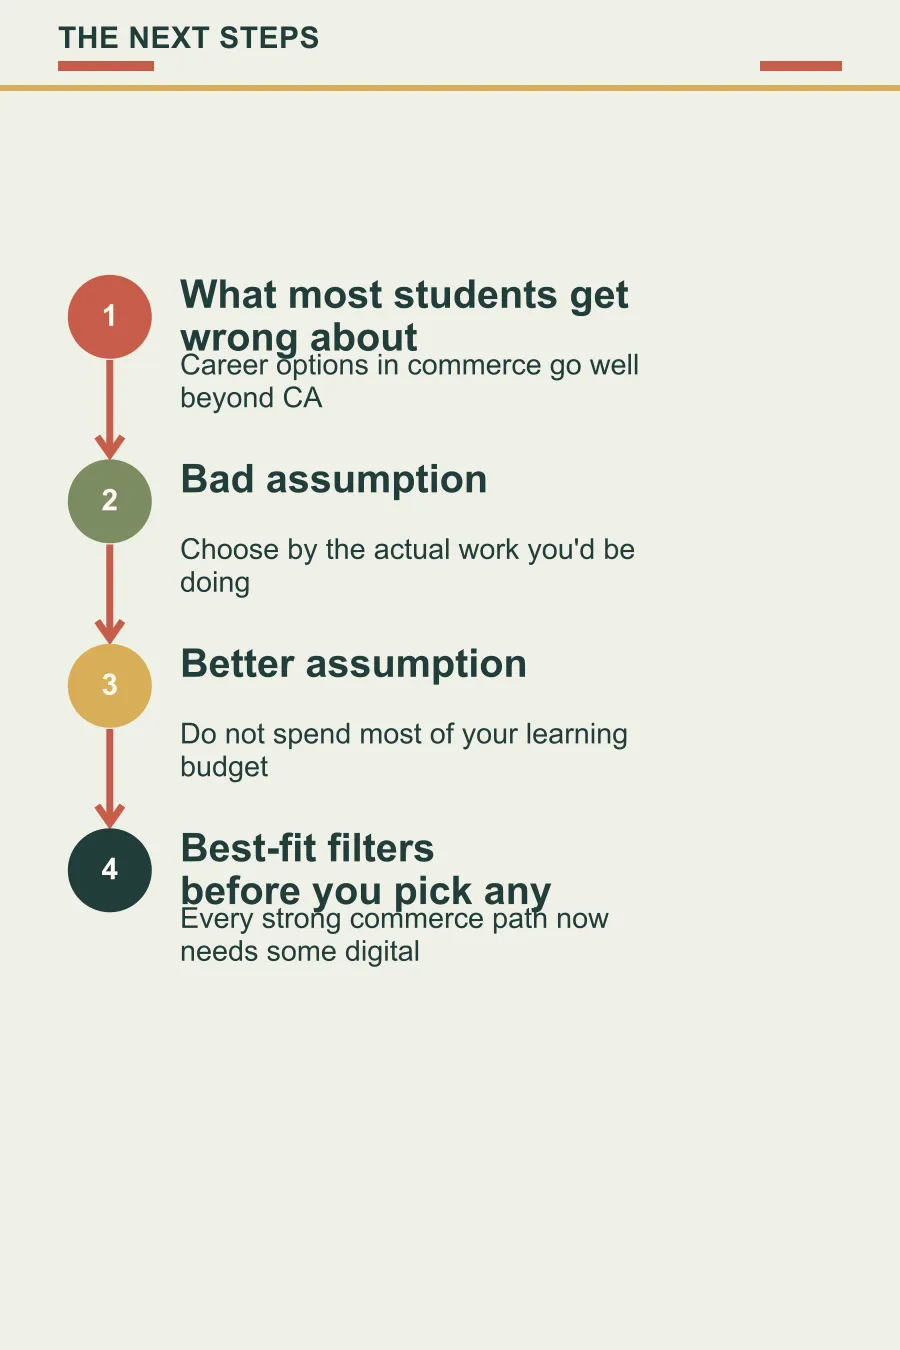 THE NEXT STEPS
1
What most students get
wrong about
Career options in commerce go well
beyond CA
2
Bad assumption
Choose by the actual work you'd be
doing
3
Better assumption
Do not spend most of your learning
budget
4
Best-fit filters
before you pick any
Every strong commerce path now
needs some digital